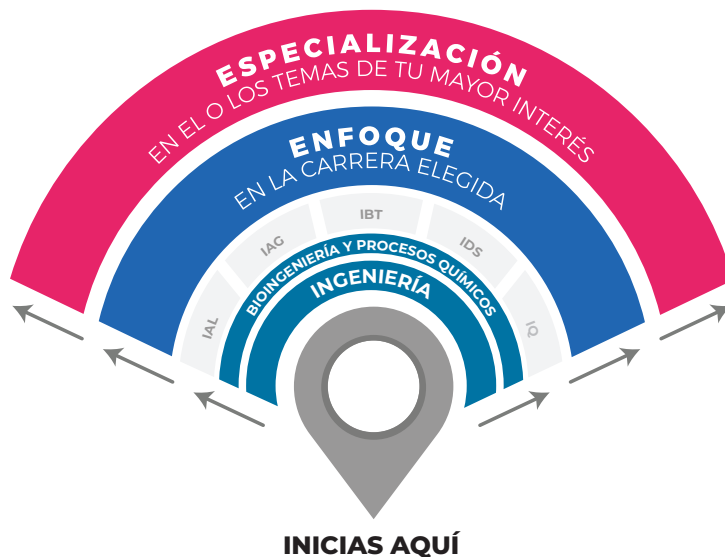 ESPECIALIZACIÓN
EN EL O LOS TEMAS DE TU MAYOR INTERÉS
ENFOQUE
EN LA CARRERA ELEGIDA
IAL
IAG
IBT
IDS
IQ
BIOINGENIERÍA Y PROCESOS QUÍMICOS
INGENIERÍA
INICIAS AQUÍ